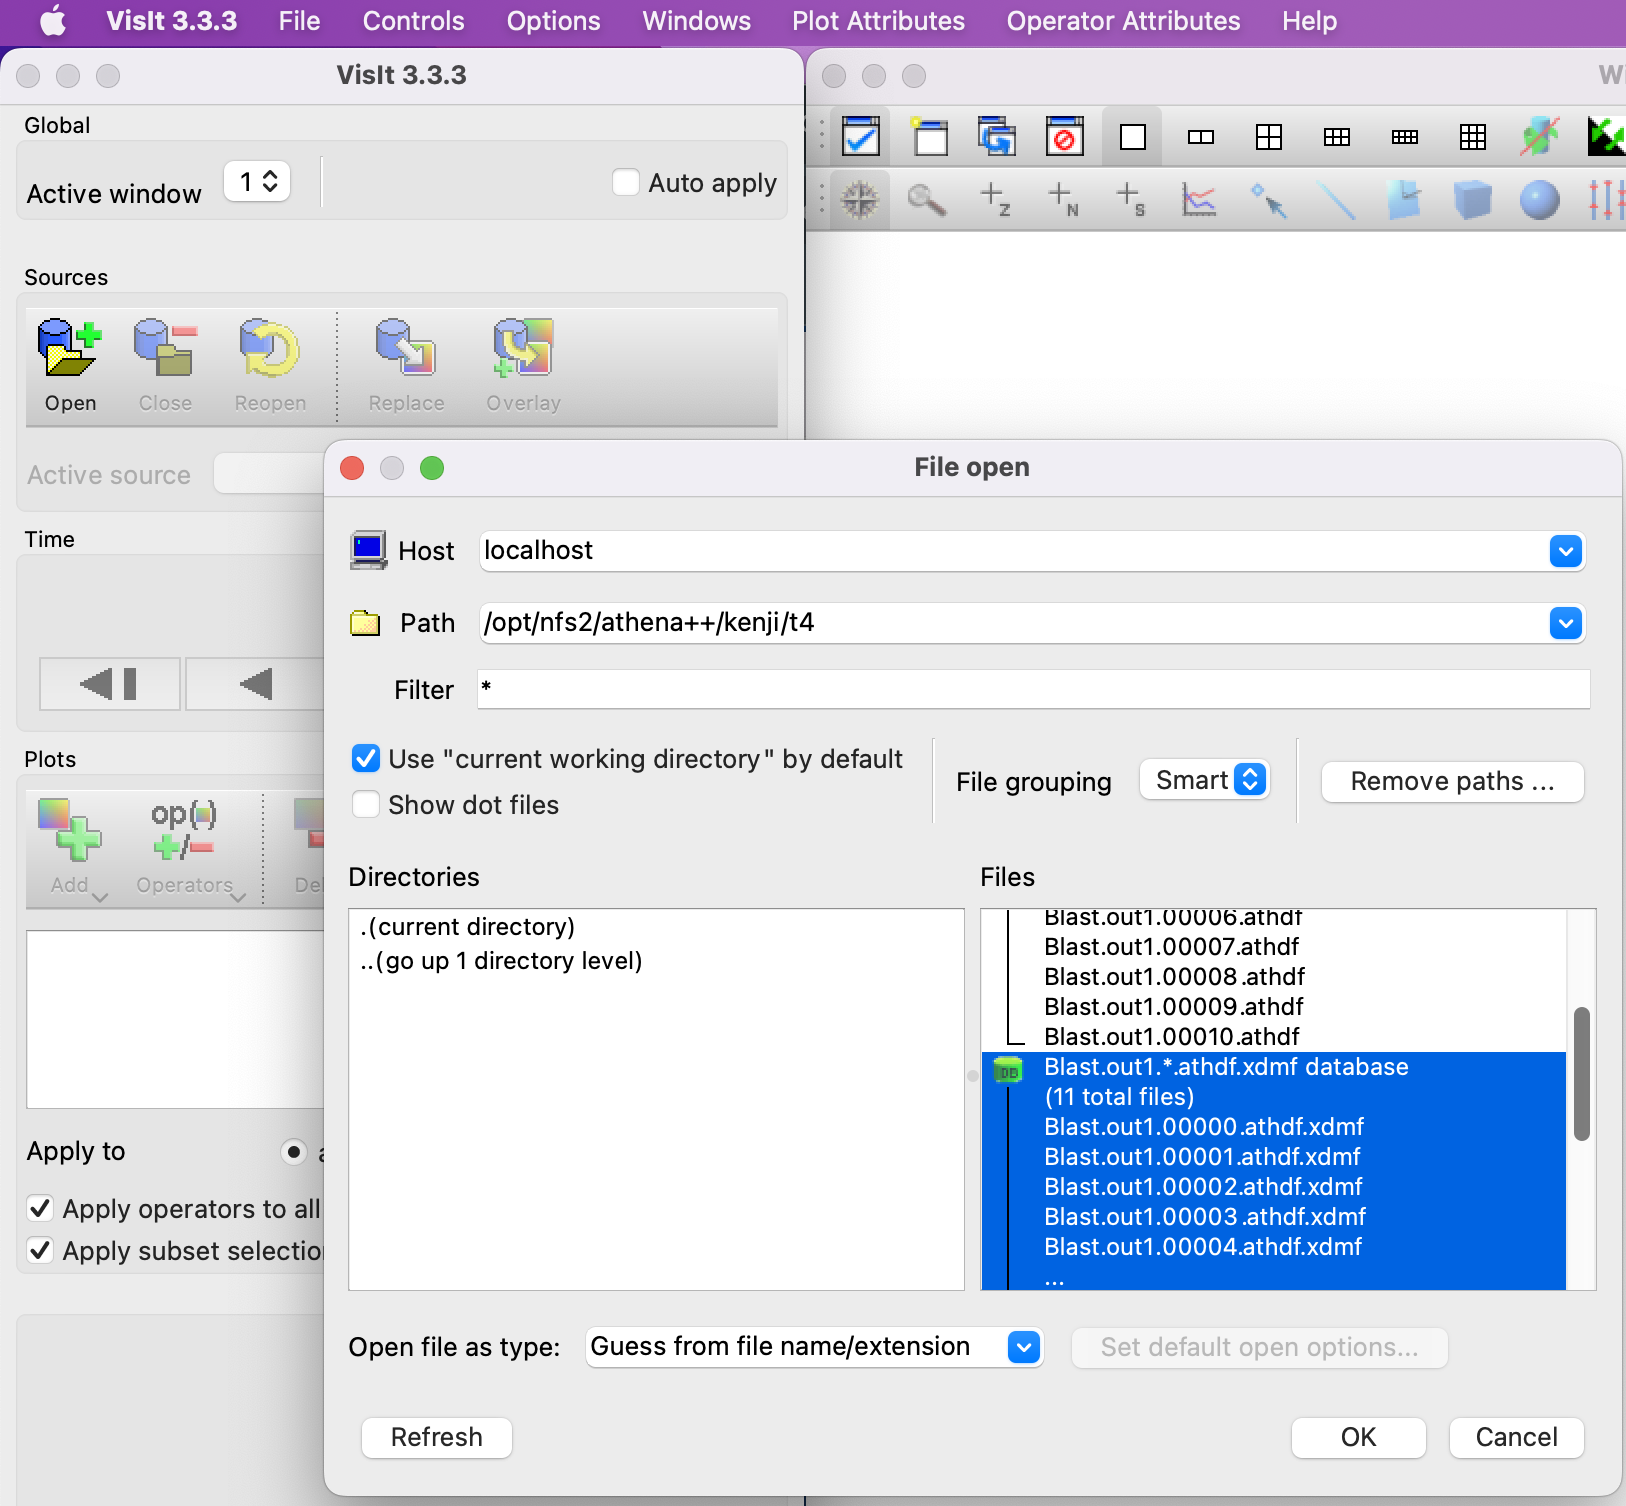 VisIt 3.3.3 File Controls Options Windows Plot Attributes Operator Attributes Help
VisIt 3.3.3
Global
Active window 1 Auto apply
Sources
Open Close Reopen Replace Overlay
Active source
Time
Plots
op(·)
+/−
Add Operators
Apply to
Apply operators to all
N
Z
S
File open
Host localhost
Path /opt/nfs2/athena++/kenji/t4
Filter *
Use "current working directory" by default
Show dot files
File grouping Smart
Remove paths ...
Directories
.(current directory)
..(go up 1 directory level)
Files
Blast.out1.00006.athdf
Blast.out1.00007.athdf
Blast.out1.00008.athdf
Blast.out1.00009.athdf
Blast.out1.00010.athdf
DB
Blast.out1.*.athdf.xdmf database
(11 total files)
Blast.out1.00000.athdf.xdmf
Blast.out1.00001.athdf.xdmf
Blast.out1.00002.athdf.xdmf
Blast.out1.00003.athdf.xdmf
Blast.out1.00004.athdf.xdmf
...
Open file as type: Guess from file name/extension
Set default open options...
Refresh
OK
Cancel
Apply subset